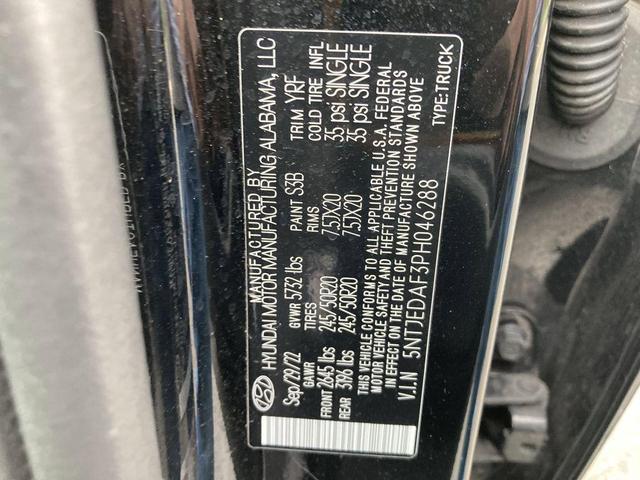 MANUFACTURED BY
HYUNDAI MOTOR MANUFACTURING ALABAMA, LLC
Sep/29/22 GVWR 5732 lbs PAINT S3B TRIM YRF
GAWR TIRES RIMS COLD TIRE INFL
FRONT 2645 lbs 245/50R20 7.5JX20 35 psi SINGLE
REAR 3186 lbs 245/50R20 7.5JX20 35 psi SINGLE
THIS VEHICLE CONFORMS TO ALL APPLICABLE U.S.A. FEDERAL
MOTOR VEHICLE SAFETY AND THEFT PREVENTION STANDARDS
IN EFFECT ON THE DATE OF MANUFACTURE SHOWN ABOVE
V.I.N 5NTJEDAF3PH046288 TYPE:TRUCK